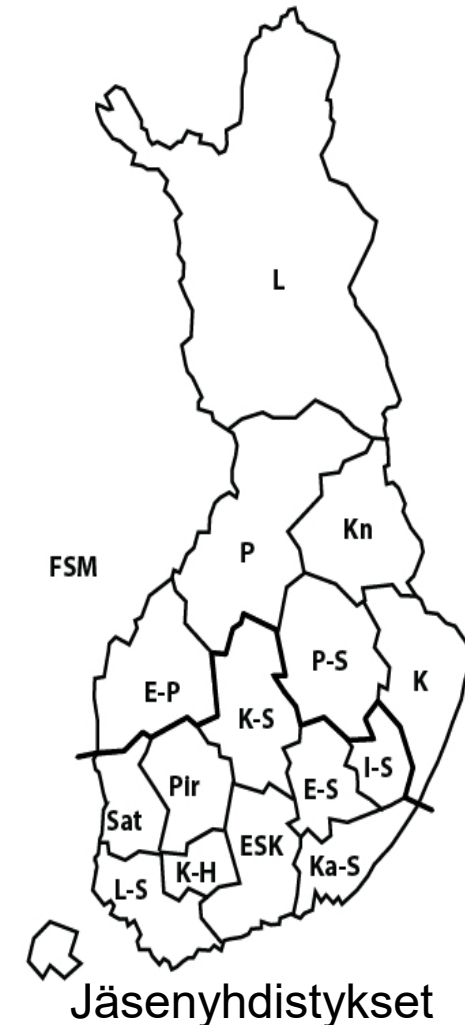 L
Kn
P
FSM
P-S
K
E-P
K-S
I-S
Pir
E-S
Sat
ESK
Ka-S
K-H
L-S
Jäsenyhdistykset